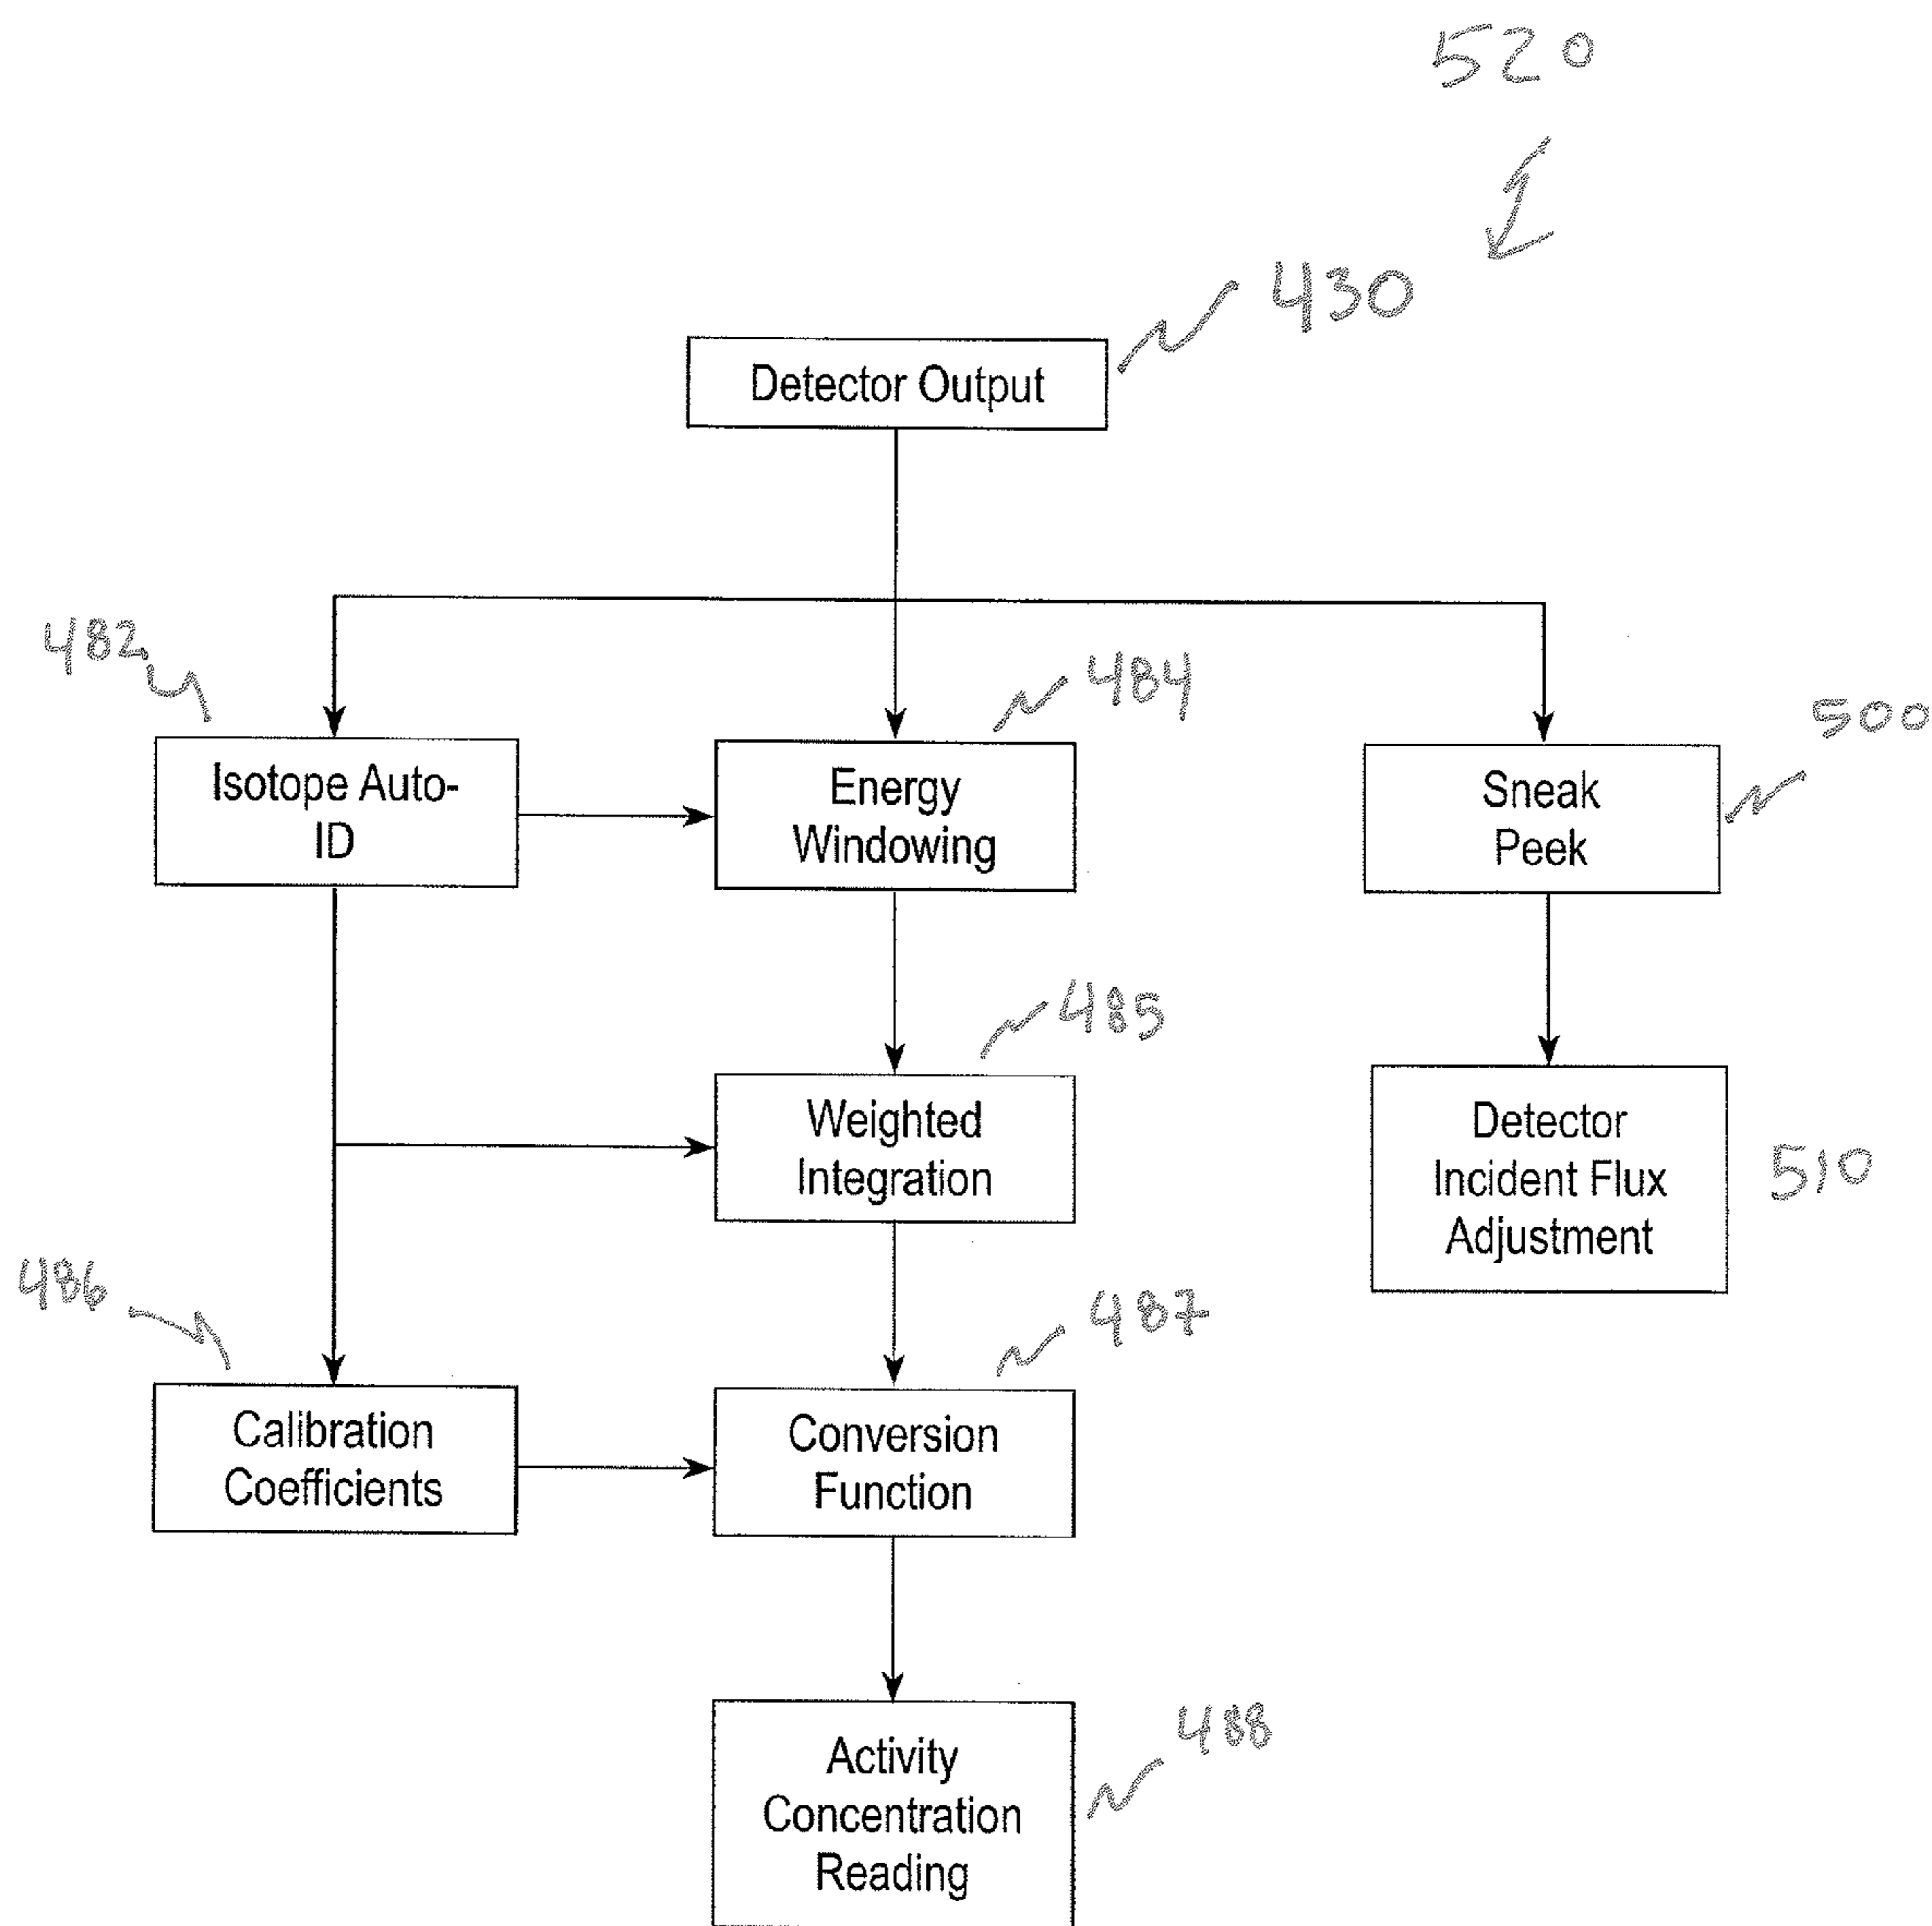 520
430
Detector Output
482
484
500
Isotope Auto-
ID
Energy
Windowing
Sneak
Peek
485
Weighted
Integration
Detector
Incident Flux
Adjustment
510
486
487
Calibration
Coefficients
Conversion
Function
488
Activity
Concentration
Reading